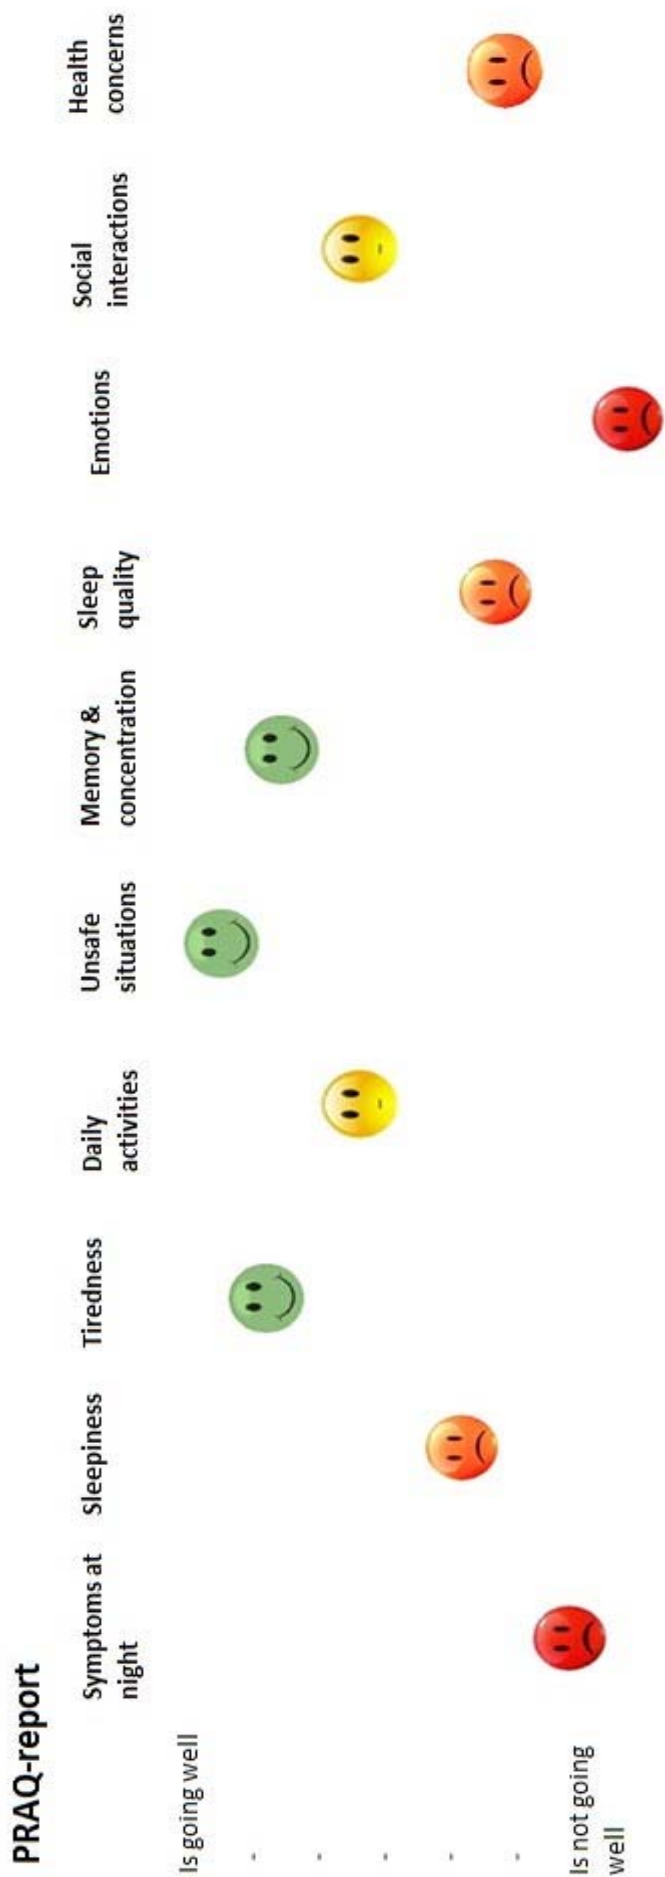 PRAQ-report
Symptoms at
night
Sleepiness
Tiredness
Daily
activities
Unsafe
situations
Memory &
concentration
Sleep
quality
Emotions
Social
interactions
Health
concerns
Is going well
-
-
-
-
-
Is not going
well